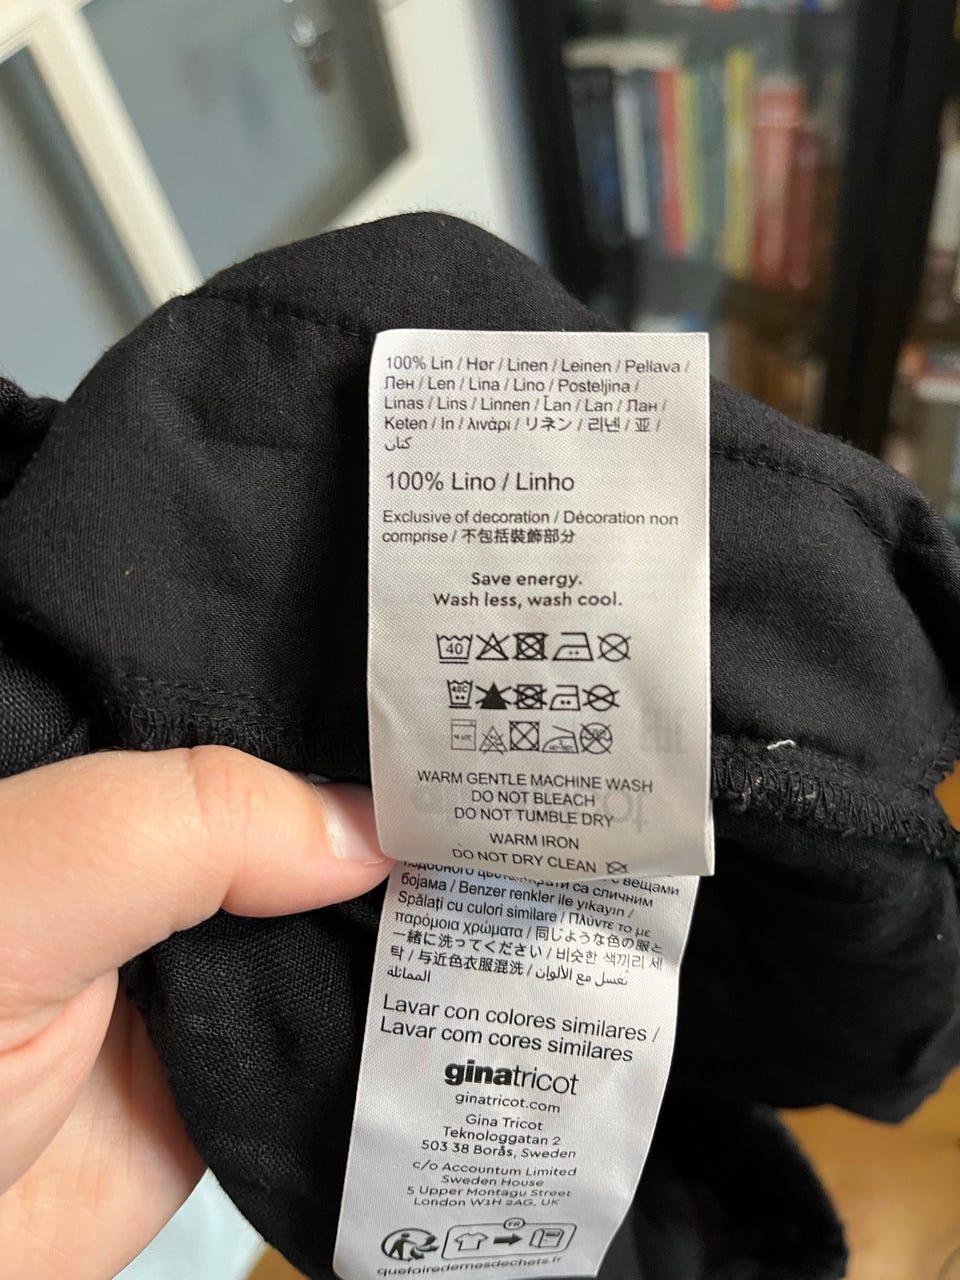 100% Lin / Hør / Linen / Leinen / Pellava /
Лен / Len / Lina / Lino / Posteljina /
Linas / Lins / Linnen / Lan / Lan / Лан /
Keten / In / λινάρι / リネン / 리넨 / 亚 /
كتان
100% Lino / Linho
Exclusive of decoration / Décoration non
comprise / 不包括裝飾部分
Save energy.
Wash less, wash cool.
40
40C
WARM GENTLE MACHINE WASH
DO NOT BLEACH
DO NOT TUMBLE DRY
WARM IRON
DO NOT DRY CLEAN
са сличним вещами
бојама / Benzer renkler ile yıkayın /
Spălați cu culori similare / Πλύντε το με
παρόμοια χρώματα / 同じような色の服と
一緒に洗ってください / 비슷한 색끼리 세
탁 / 与近色衣服混洗 / تغسل مع الألوان
المماثلة
Lavar con colores similares /
Lavar com cores similares
ginatricot
ginatricot.com
Gina Tricot
Teknologgatan 2
503 38 Borås, Sweden
c/o Accountum Limited
Sweden House
5 Upper Montagu Street
London W1H 2AG, UK
FR
quefairedemesdechets.fr